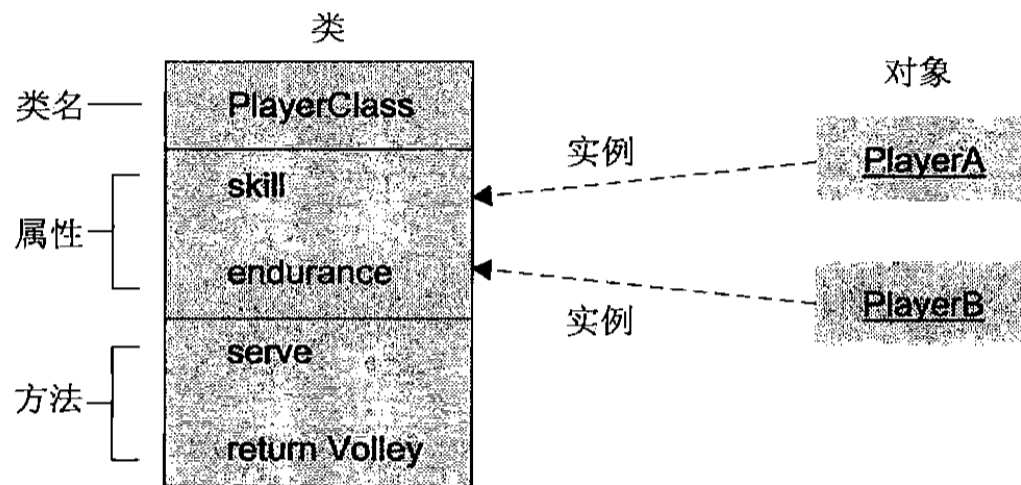 类
对象
类名
PlayerClass
实例
PlayerA
属性
skill
endurance
实例
PlayerB
方法
serve
return Volley